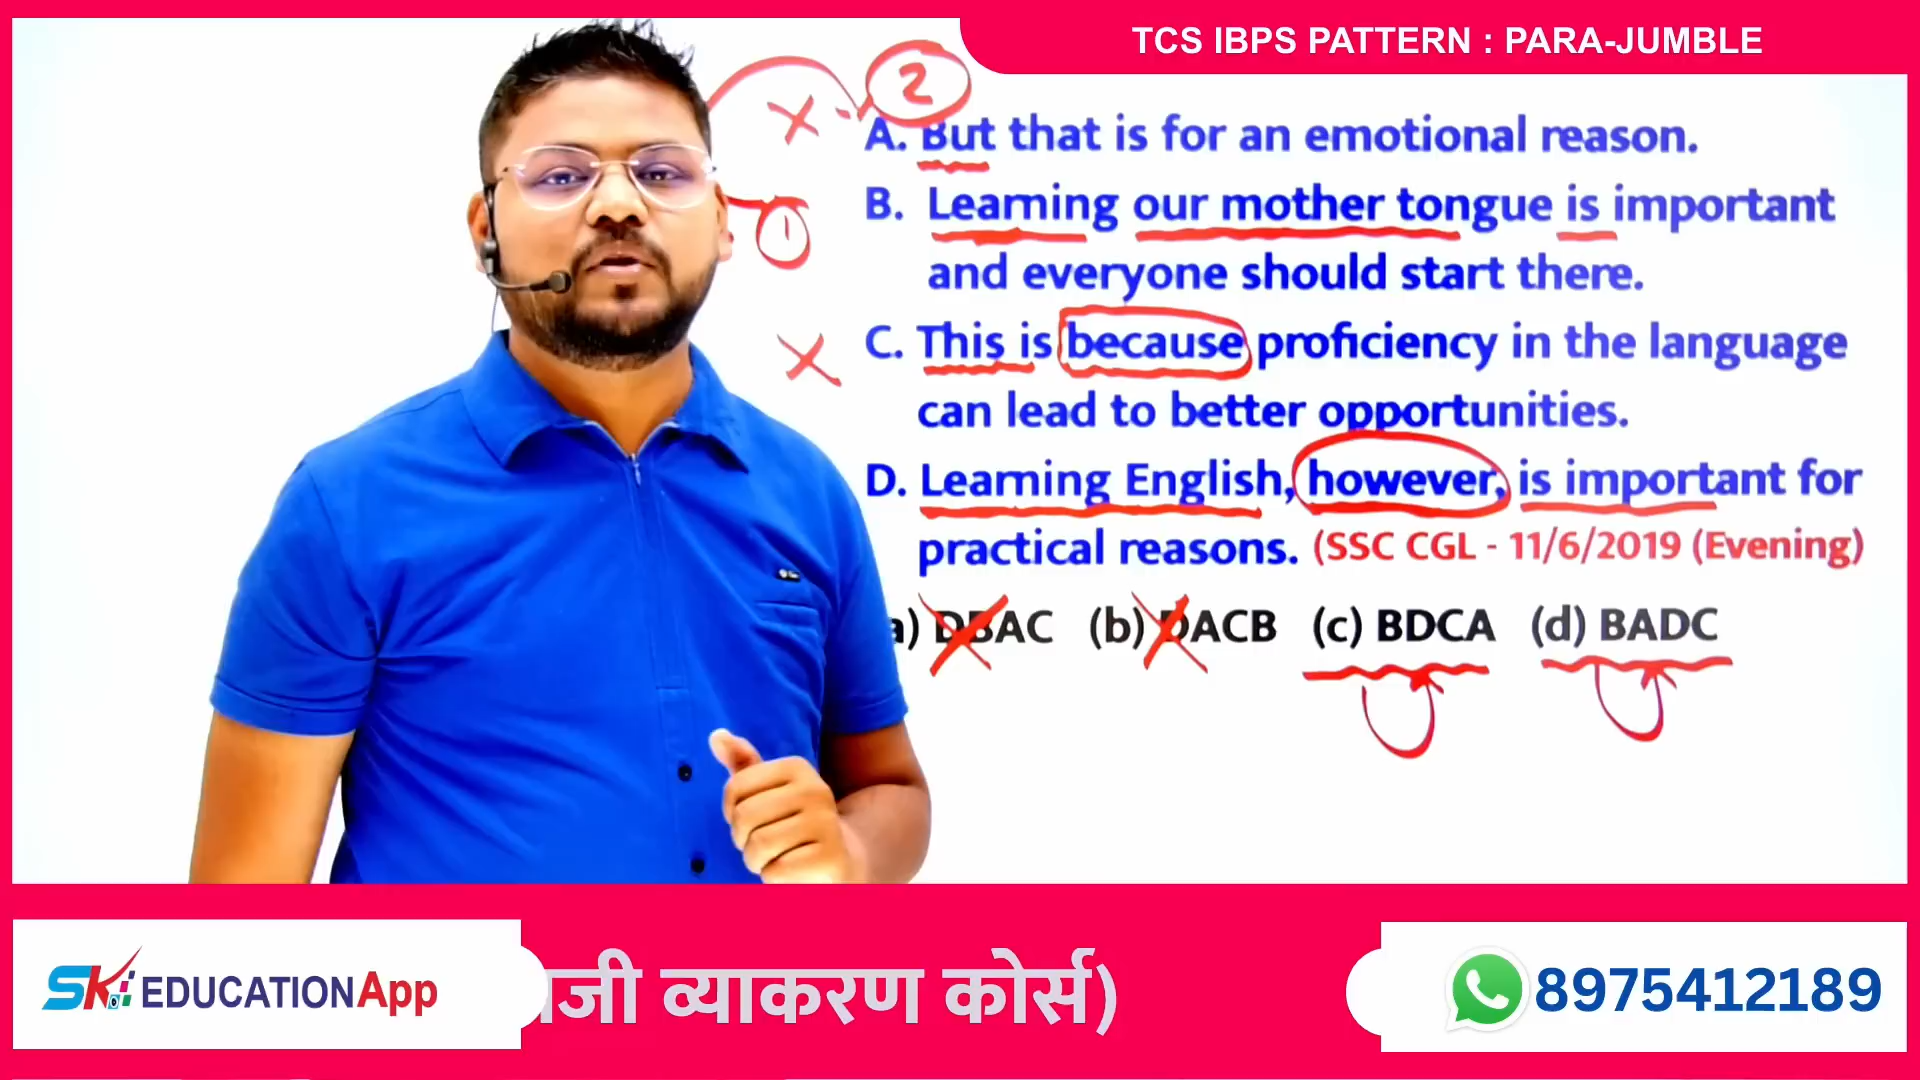 TCS IBPS PATTERN : PARA-JUMBLE
2
A. But that is for an emotional reason.
1
B. Learning our mother tongue is important
and everyone should start there.
C. This is because proficiency in the language
can lead to better opportunities.
D. Learning English, however, is important for
practical reasons. (SSC CGL - 11/6/2019 (Evening)
a) DBAC (b) DACB (c) BDCA (d) BADC
SK EDUCATION App
व्याकरण कोर्स)
8975412189